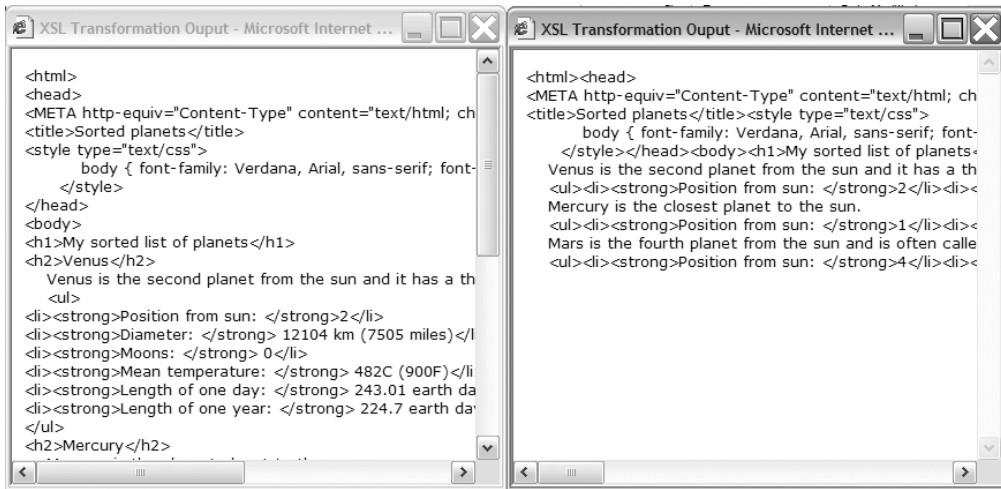 XSL Transformation Ouput - Microsoft Internet ...
<html>
<head>
<META http-equiv="Content-Type" content="text/html; ch
<title>Sorted planets</title>
<style type="text/css">
body { font-family: Verdana, Arial, sans-serif; font-
</style>
</head>
<body>
<h1>My sorted list of planets</h1>
<h2>Venus</h2>
Venus is the second planet from the sun and it has a th
<ul>
<li><strong>Position from sun: </strong>2</li>
<li><strong>Diameter: </strong> 12104 km (7505 miles)</l
<li><strong>Moons: </strong> 0</li>
<li><strong>Mean temperature: </strong> 482C (900F)</li
<li><strong>Length of one day: </strong> 243.01 earth da
<li><strong>Length of one year: </strong> 224.7 earth da
</ul>
<h2>Mercury</h2>
XSL Transformation Ouput - Microsoft Internet ...
<html><head>
<META http-equiv="Content-Type" content="text/html; ch
<title>Sorted planets</title><style type="text/css">
body { font-family: Verdana, Arial, sans-serif; font-
</style></head><body><h1>My sorted list of planets<
Venus is the second planet from the sun and it has a th
<ul><li><strong>Position from sun: </strong>2</li><li><
Mercury is the closest planet to the sun.
<ul><li><strong>Position from sun: </strong>1</li><li><
Mars is the fourth planet from the sun and is often calle
<ul><li><strong>Position from sun: </strong>4</li><li><